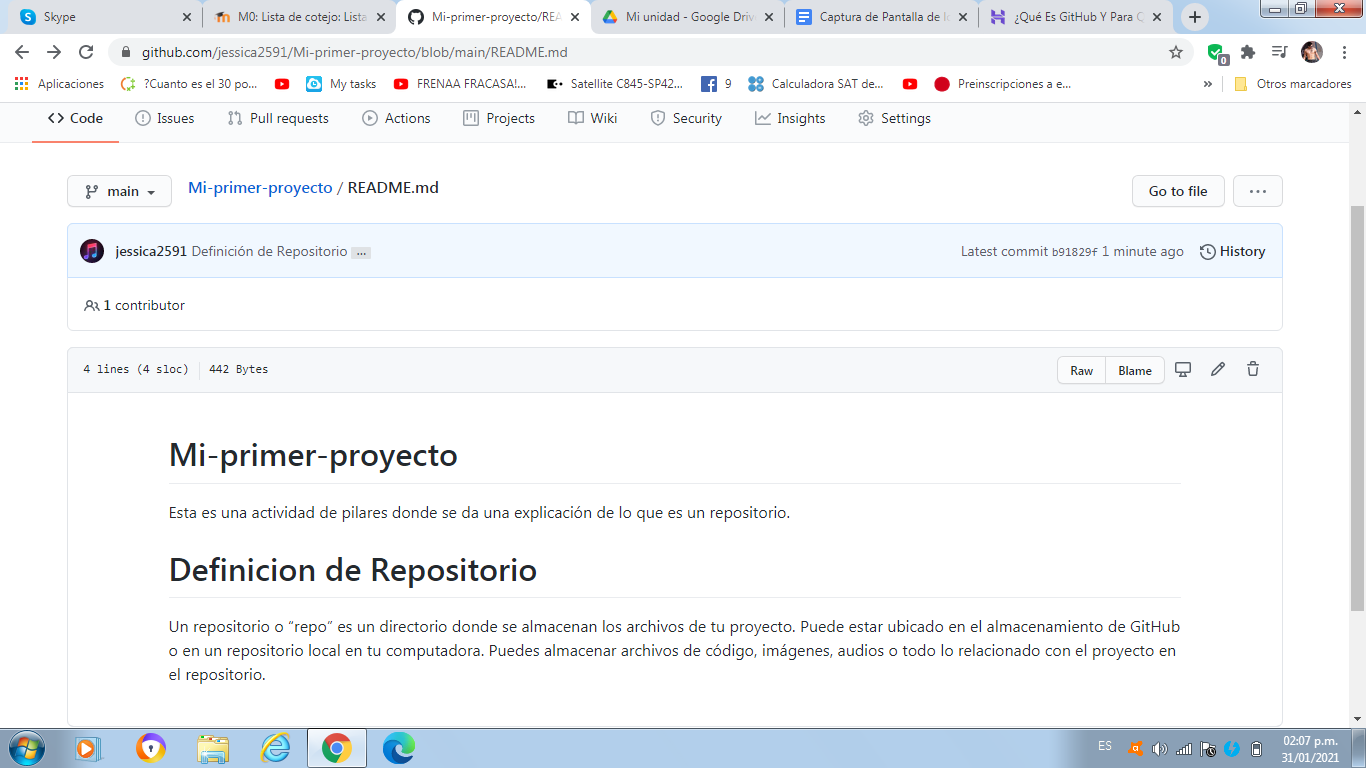 Skype
M0: Lista de cotejo: Lista
Mi-primer-proyecto/REA
Mi unidad - Google Driv
Captura de Pantalla de lo
¿Qué Es GitHub Y Para Q
github.com/jessica2591/Mi-primer-proyecto/blob/main/README.md
0
Aplicaciones
?Cuanto es el 30 po...
My tasks
FRENAA FRACASA!...
Satellite C845-SP42...
9
Calculadora SAT de...
Preinscripciones a e...
»
Otros marcadores
Code
Issues
Pull requests
Actions
Projects
Wiki
Security
Insights
Settings
main
Mi-primer-proyecto / README.md
Go to file
...
jessica2591 Definición de Repositorio ...
Latest commit b91829f 1 minute ago
History
1 contributor
4 lines (4 sloc)
442 Bytes
Raw
Blame
Mi-primer-proyecto
Esta es una actividad de pilares donde se da una explicación de lo que es un repositorio.
Definicion de Repositorio
Un repositorio o “repo” es un directorio donde se almacenan los archivos de tu proyecto. Puede estar ubicado en el almacenamiento de GitHub
o en un repositorio local en tu computadora. Puedes almacenar archivos de código, imágenes, audios o todo lo relacionado con el proyecto en
el repositorio.
ES
02:07 p.m.
31/01/2021